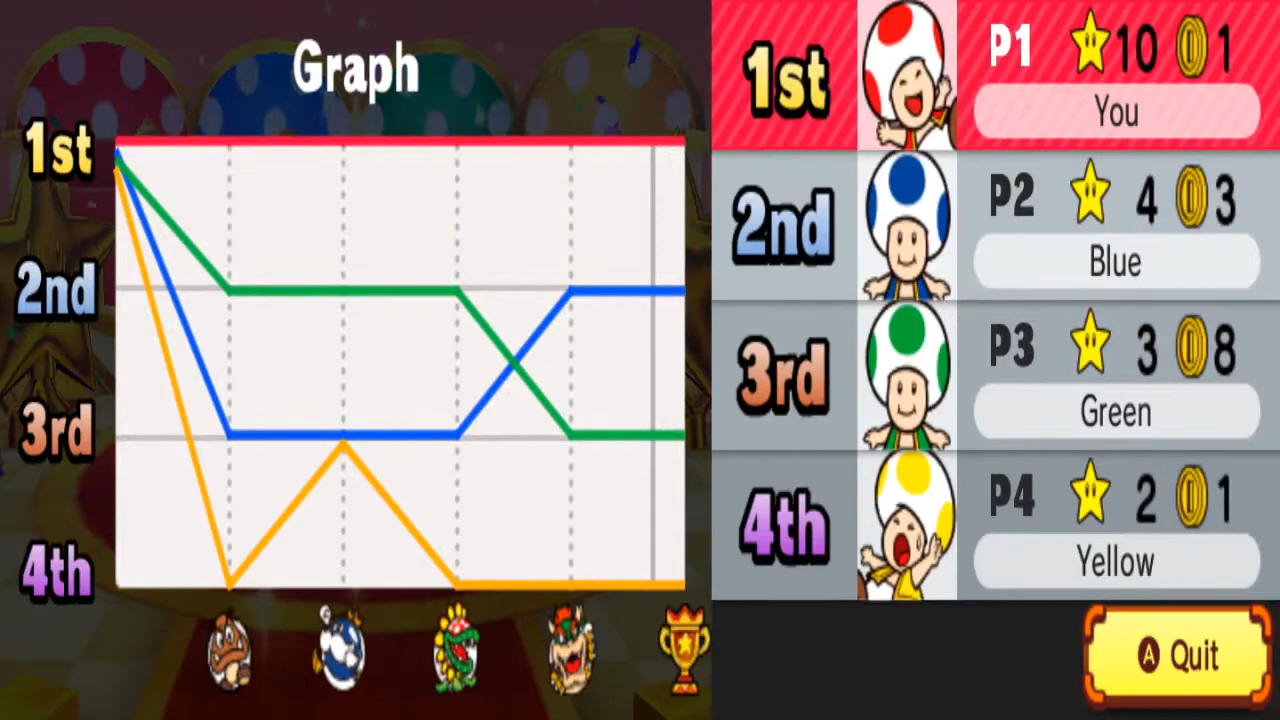 Graph
1st
2nd
3rd
4th
1st P1 10 1
You
2nd P2 4 3
Blue
3rd P3 3 8
Green
4th P4 2 1
Yellow
A Quit